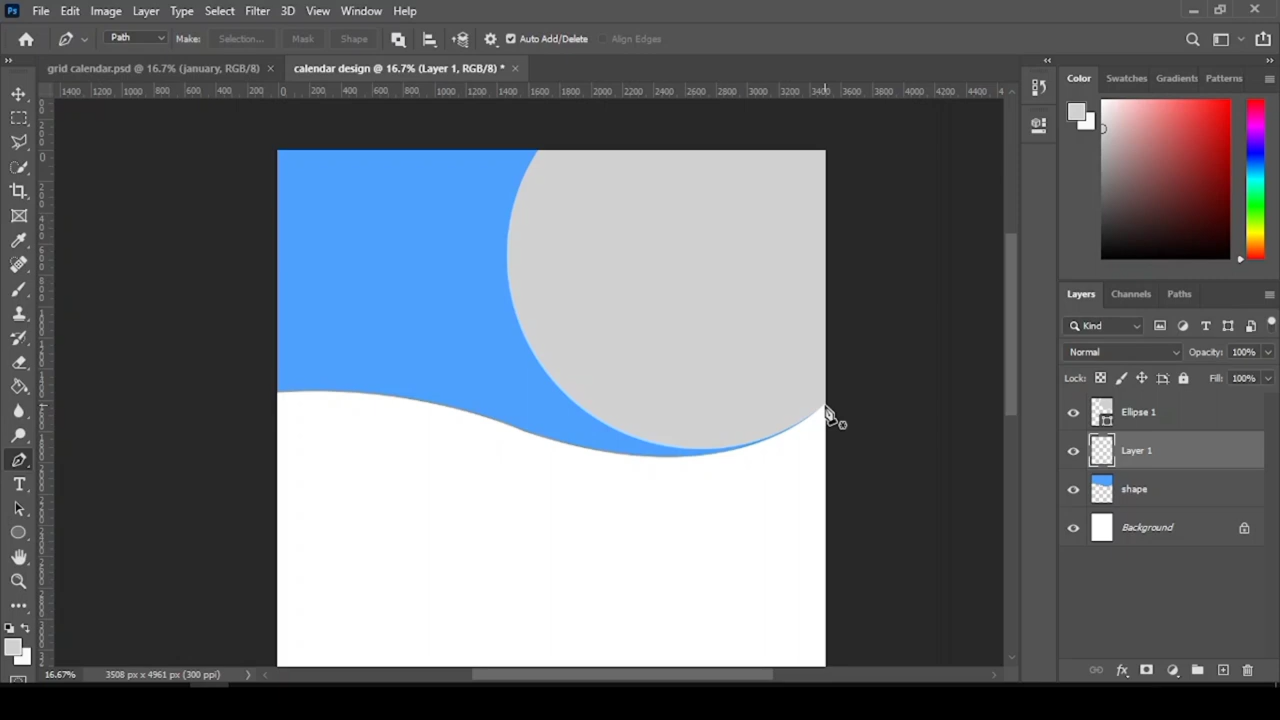 Ps File Edit Image Layer Type Select Filter 3D View Window Help
Path Make: Selection... Mask Shape Auto Add/Delete Align Edges
grid calendar.psd @ 16.7% (january, RGB/8) × calendar design @ 16.7% (Layer 1, RGB/8) * ×
Color Swatches Gradients Patterns
1400 1200 1000 800 600 400 200 0 200 400 600 800 1000 1200 1400 1600 1800 2000 2200 2400 2600 2800 3000 3200 3400 3600 3800 4000 4200 4400 4
Layers Channels Paths
Kind T
Normal Opacity: 100%
Lock: Fill: 100%
Ellipse 1
Layer 1
shape
Background
T
fx
16.67% 3508 px x 4961 px (300 ppi)